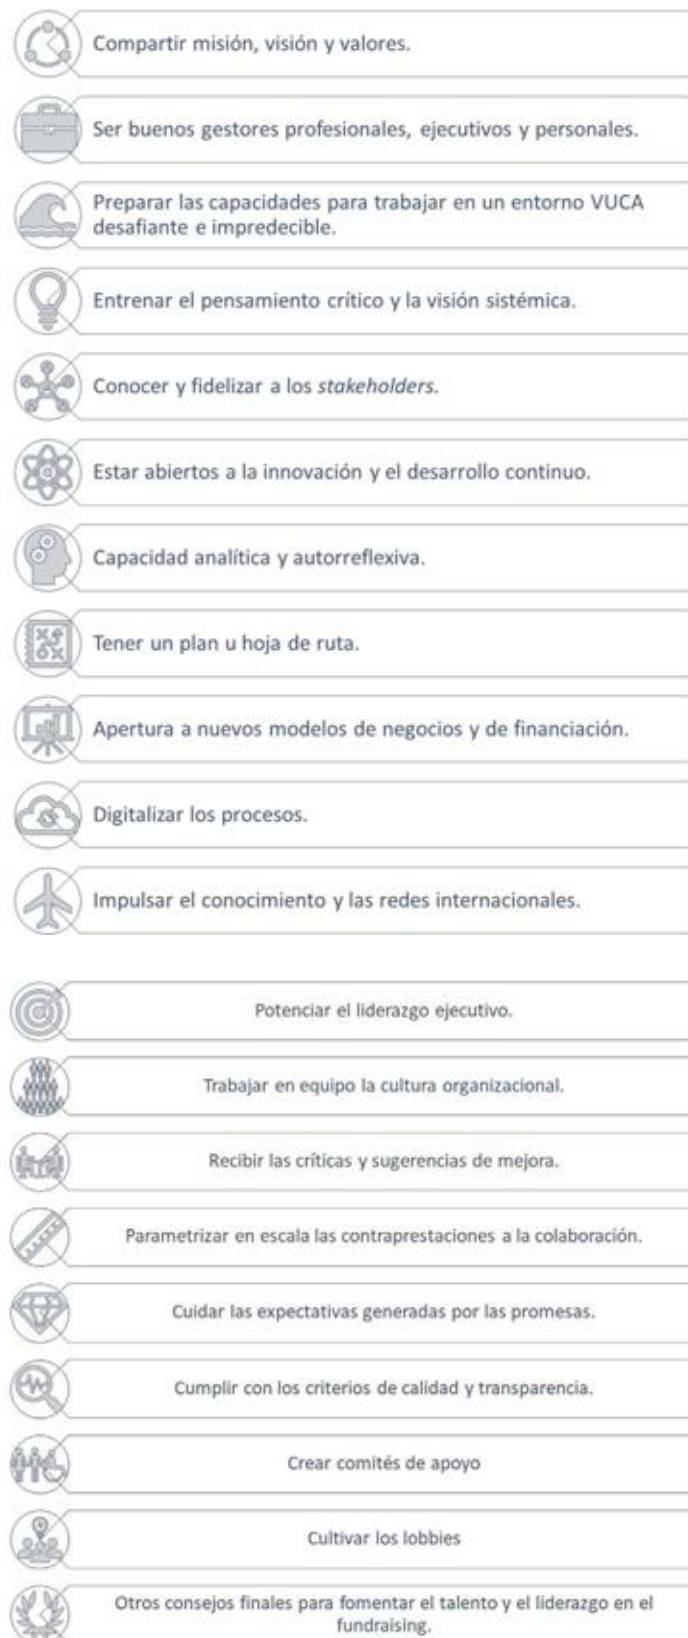 Compartir misión, visión y valores.
Ser buenos gestores profesionales, ejecutivos y personales.
Preparar las capacidades para trabajar en un entorno VUCA
desafiante e impredecible.
Entrenar el pensamiento crítico y la visión sistémica.
Conocer y fidelizar a los stakeholders.
Estar abiertos a la innovación y el desarrollo continuo.
Capacidad analítica y autorreflexiva.
Tener un plan u hoja de ruta.
Apertura a nuevos modelos de negocios y de financiación.
Digitalizar los procesos.
Impulsar el conocimiento y las redes internacionales.
Potenciar el liderazgo ejecutivo.
Trabajar en equipo la cultura organizacional.
Recibir las críticas y sugerencias de mejora.
Parametrizar en escala las contraprestaciones a la colaboración.
Cuidar las expectativas generadas por las promesas.
Cumplir con los criterios de calidad y transparencia.
Crear comités de apoyo
Cultivar los lobbies
Otros consejos finales para fomentar el talento y el liderazgo en el
fundraising.